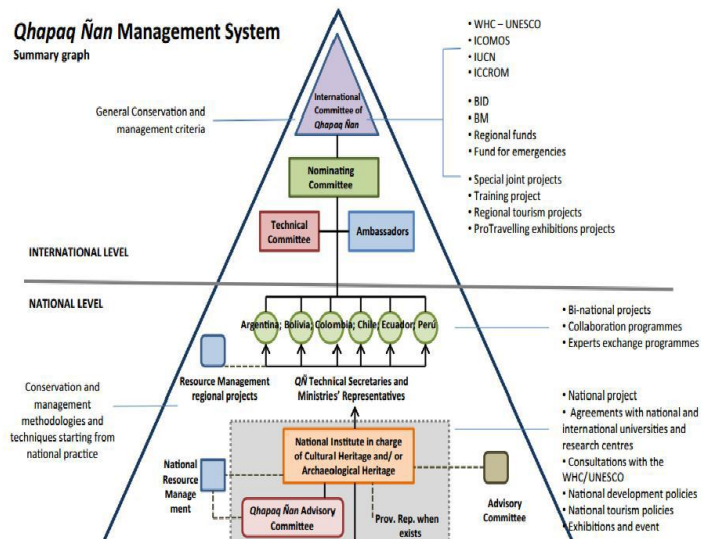 Qhapaq Ñan Management System
Summary graph
• WHC – UNESCO
• ICOMOS
• IUCN
• ICCROM
• BID
• BM
• Regional funds
• Fund for emergencies
• Special joint projects
• Training project
• Regional tourism projects
• ProTravelling exhibitions projects
General Conservation and
management criteria
International
Committee of
Qhapaq Ñan
Nominating
Committee
Technical
Committee
Ambassadors
INTERNATIONAL LEVEL
NATIONAL LEVEL
Argentina; Bolivia; Colombia; Chile; Ecuador; Perú
• Bi-national projects
• Collaboration programmes
• Experts exchange programmes
Resource Management
regional projects
QÑ Technical Secretaries and
Ministries' Representatives
Conservation and
management
methodologies and
techniques starting from
national practice
• National project
• Agreements with national and
international universities and
research centres
• Consultations with the
WHC/UNESCO
• National development policies
• National tourism policies
• Exhibitions and event
National Institute in charge
of Cultural Heritage and/ or
Archaeological Heritage
National
Resource
Manage
ment
Advisory
Committee
Qhapaq Ñan Advisory
Committee
Prov. Rep. when
exists